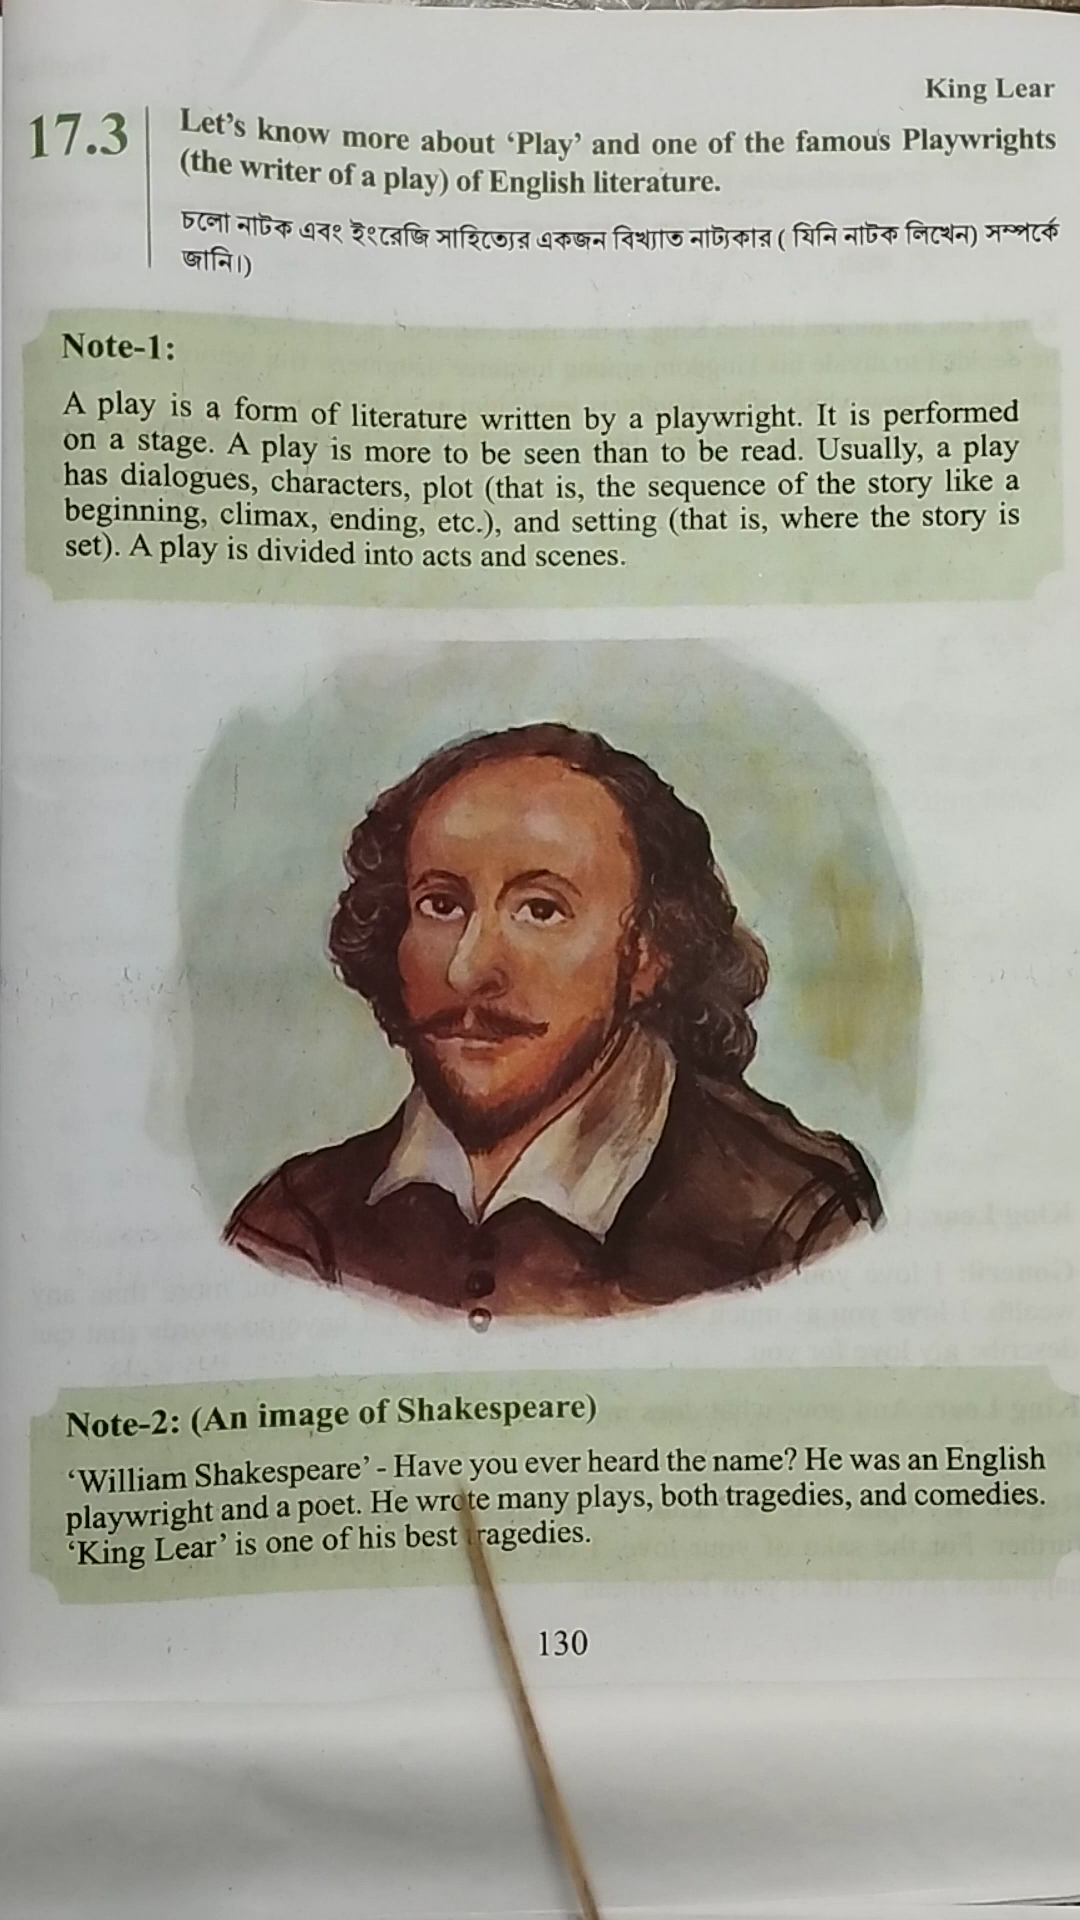 King Lear
17.3
Let's know more about 'Play' and one of the famous Playwrights
(the writer of a play) of English literature.
চলো নাটক এবং ইংরেজি সাহিত্যের একজন বিখ্যাত নাট্যকার ( যিনি নাটক লিখেন) সম্পর্কে
জানি।)
Note-1:
A play is a form of literature written by a playwright. It is performed
on a stage. A play is more to be seen than to be read. Usually, a play
has dialogues, characters, plot (that is, the sequence of the story like a
beginning, climax, ending, etc.), and setting (that is, where the story is
set). A play is divided into acts and scenes.
Note-2: (An image of Shakespeare)
'William Shakespeare' - Have you ever heard the name? He was an English
playwright and a poet. He wrote many plays, both tragedies, and comedies.
'King Lear' is one of his best tragedies.
130